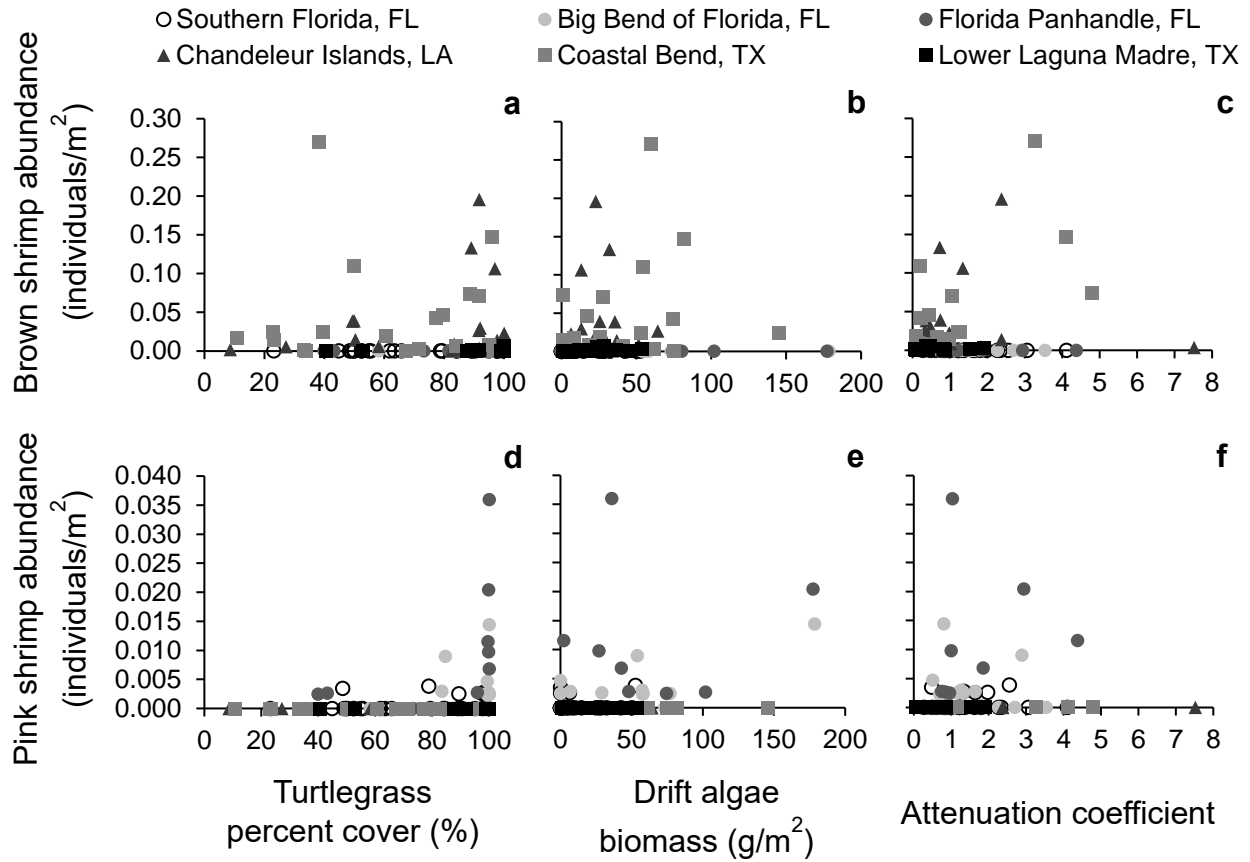 Southern Florida, FL Big Bend of Florida, FL Florida Panhandle, FL
Chandeleur Islands, LA Coastal Bend, TX Lower Laguna Madre, TX
Brown shrimp abundance
(individuals/m²)
a b c
0.30
0.25
0.20
0.15
0.10
0.05
0.00
0 20 40 60 80 100 0 50 100 150 200 0 1 2 3 4 5 6 7 8
Pink shrimp abundance
(individuals/m²)
d e f
0.040
0.035
0.030
0.025
0.020
0.015
0.010
0.005
0.000
0 20 40 60 80 100 0 50 100 150 200 0 1 2 3 4 5 6 7 8
Turtlegrass
percent cover (%)
Drift algae
biomass (g/m²)
Attenuation coefficient